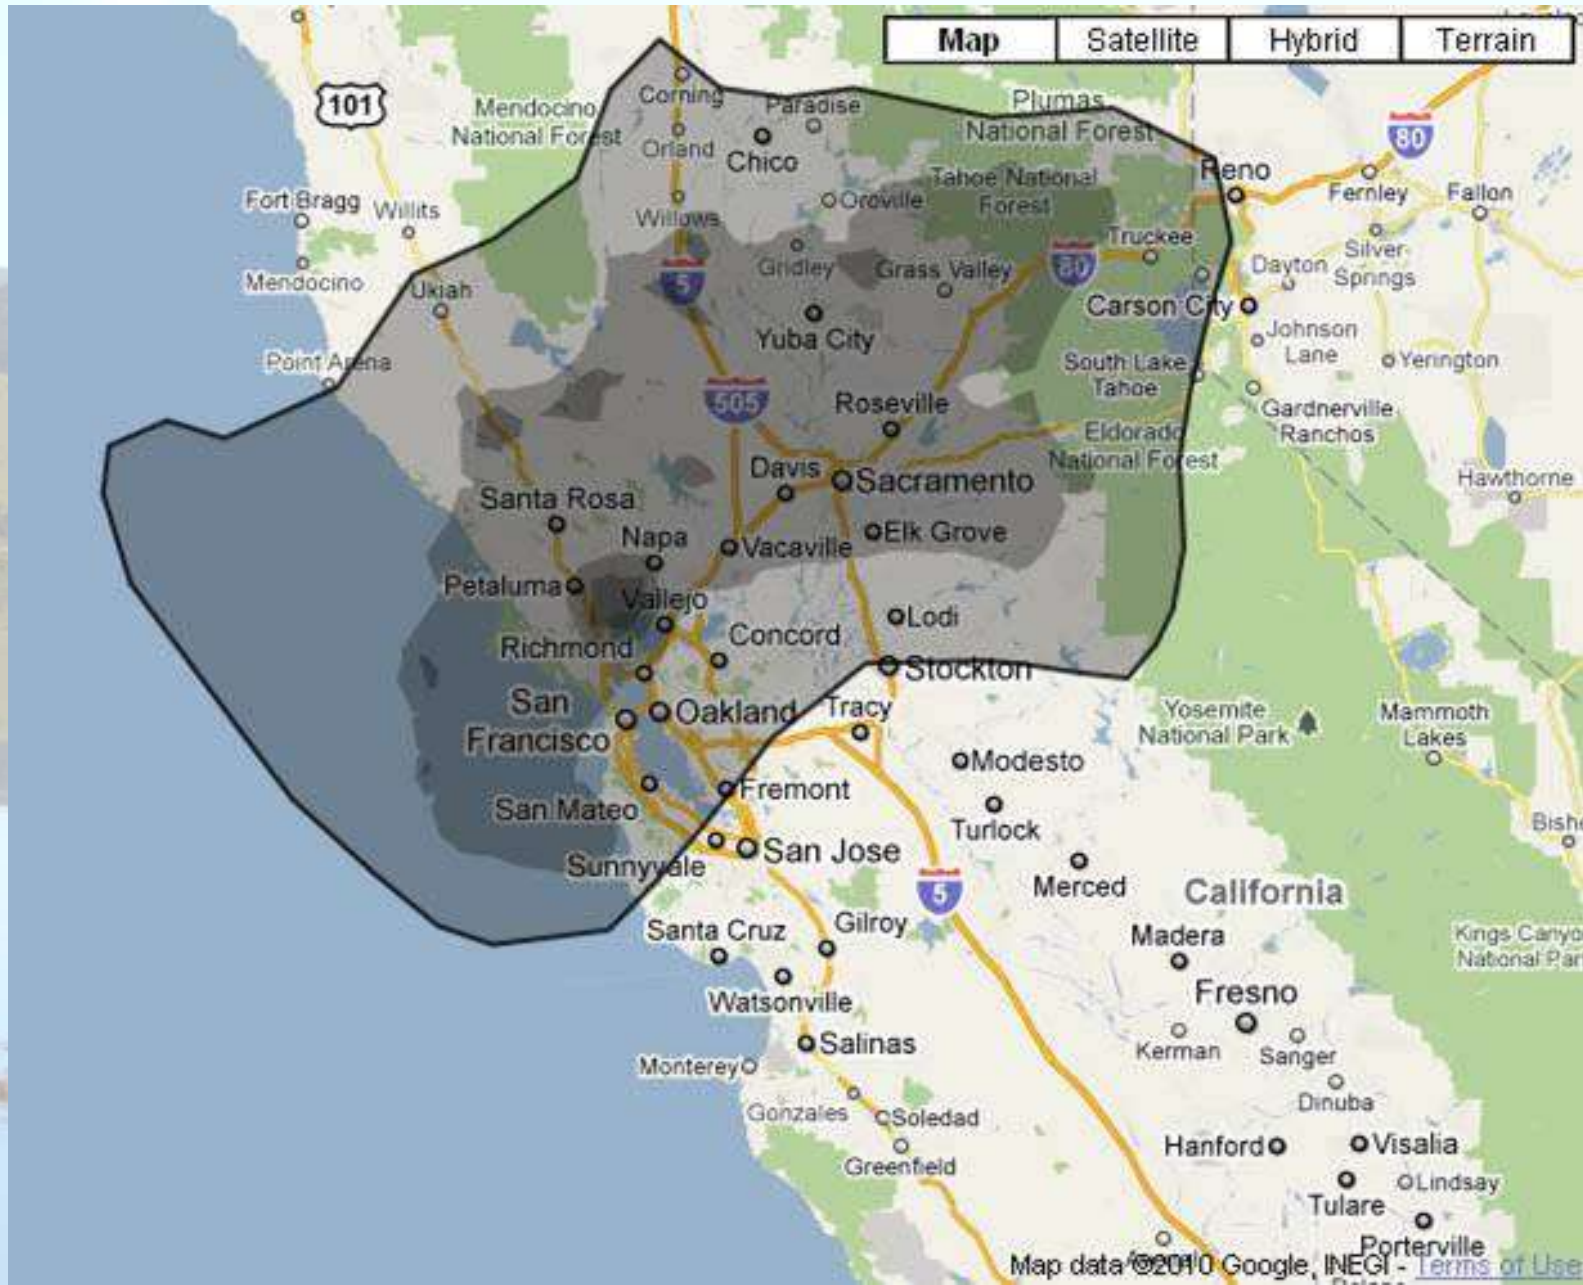 Map
Satellite
Hybrid
Terrain
101
Mendocino
National Forest
Corning
Paradise
Plumas
National Forest
80
Orland
Chico
Reno
Fernley
Fallon
Fort Bragg
Willits
Willows
Oroville
Tahoe National
Forest
Truckee
Silver
Springs
Mendocino
Ukiah
5
Gridley
Grass Valley
80
Dayton
Carson City
Yuba City
Johnson
Lane
Yerington
Point Arena
South Lake
Tahoe
505
Roseville
Gardnerville
Ranchos
Eldorado
National Forest
Davis
Sacramento
Hawthorne
Santa Rosa
Napa
Vacaville
Elk Grove
Petaluma
Vallejo
Lodi
Richmond
Concord
Stockton
San
Francisco
Oakland
Tracy
Yosemite
National Park
Mammoth
Lakes
Modesto
San Mateo
Fremont
Turlock
Sunnyvale
San Jose
5
Merced
California
Santa Cruz
Gilroy
Madera
Watsonville
Fresno
Salinas
Kerman
Sanger
Monterey
Dinuba
Gonzales
Soledad
Greenfield
Hanford
Visalia
Lindsay
Tulare
Porterville
Map data ©2010 Google, INEGI - Terms of Use